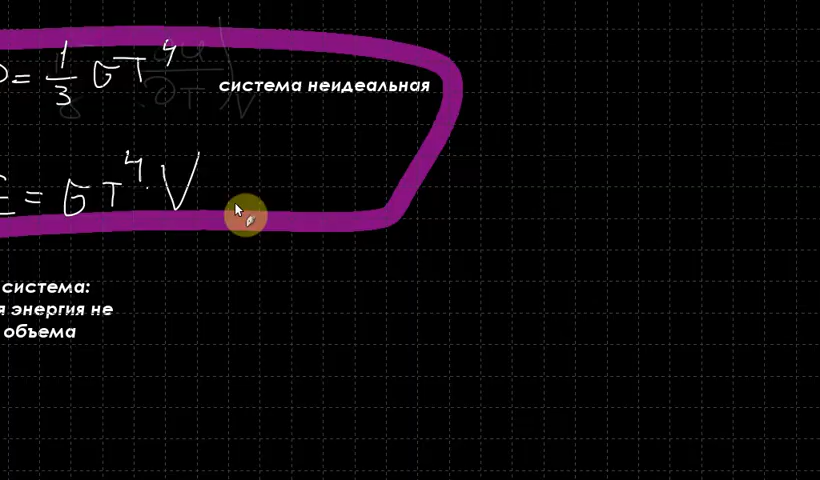 = 1/3 σT⁴
система неидеальная
= σT⁴·V
система:
я энергия не
объема